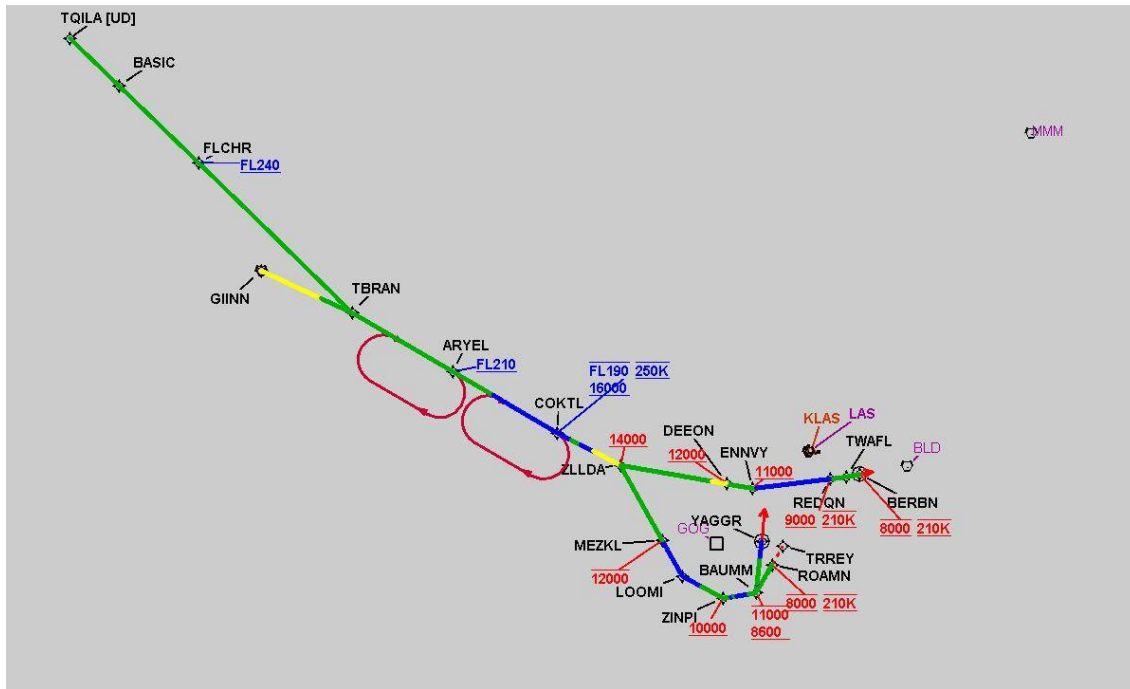 TQILA [UD]
BASIC
MMM
FLCHR
FL240
GIINN
TBRAN
ARYEL
FL210
FL190 250K
16000
COKTL
KLAS
LAS
DEEON
14000
ENNVY
TWAFL
BLD
12000
11000
ZLLDA
REDQN
BERBN
9000 210K
8000 210K
YAGGR
GOG
MEZKL
TRREY
12000
BAUMM
ROAMN
LOOMI
8000 210K
ZINPI
11000
10000
8600